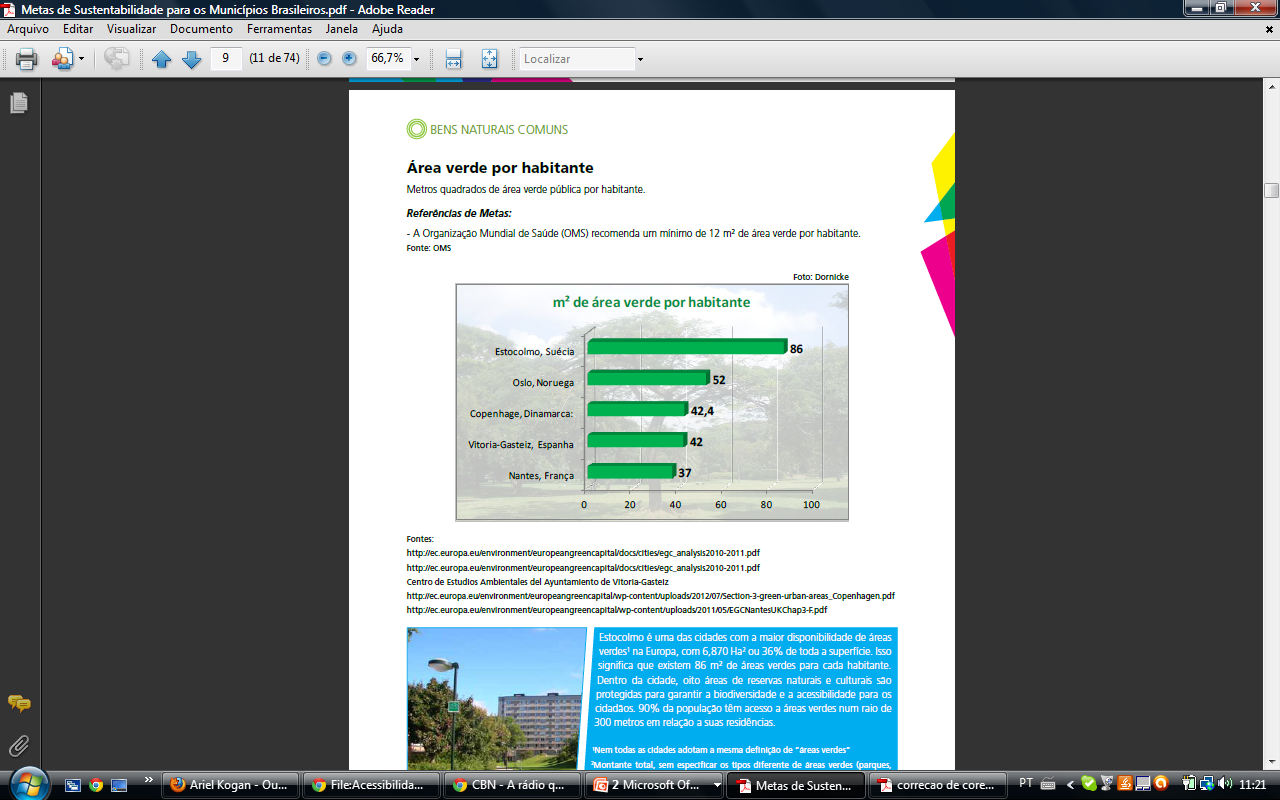 Metas de Sustentabilidade para os Municípios Brasileiros.pdf - Adobe Reader
Arquivo Editar Visualizar Documento Ferramentas Janela Ajuda
9 (11 de 74) 66,7% Localizar
BENS NATURAIS COMUNS
Área verde por habitante
Metros quadrados de área verde pública por habitante.
Referências de Metas:
- A Organização Mundial de Saúde (OMS) recomenda um mínimo de 12 m² de área verde por habitante.
Fonte: OMS
Foto: Dornicke
m² de área verde por habitante
Estocolmo, Suécia 86
Oslo, Noruega 52
Copenhage, Dinamarca: 42,4
Vitoria-Gasteiz, Espanha 42
Nantes, França 37
0 20 40 60 80 100
Fontes:
http://ec.europa.eu/environment/europeangreencapital/docs/cities/egc_analysis2010-2011.pdf
http://ec.europa.eu/environment/europeangreencapital/docs/cities/egc_analysis2010-2011.pdf
Centro de Estudios Ambientales del Ayuntamiento de Vitoria-Gasteiz
http://ec.europa.eu/environment/europeangreencapital/wp-content/uploads/2012/07/Section-3-green-urban-areas_Copenhagen.pdf
http://ec.europa.eu/environment/europeangreencapital/wp-content/uploads/2011/05/EGCNantesUKChap3-F.pdf
Estocolmo é uma das cidades com a maior disponibilidade de áreas
verdes¹ na Europa, com 6,870 Ha² ou 36% de toda a superfície. Isso
significa que existem 86 m² de áreas verdes para cada habitante.
Dentro da cidade, oito áreas de reservas naturais e culturais são
protegidas para garantir a biodiversidade e a acessibilidade para os
cidadãos. 90% da população têm acesso a áreas verdes num raio de
300 metros em relação a suas residências.
¹Nem todas as cidades adotam a mesma definição de "áreas verdes"
²Montante total, sem especificar os tipos diferente de áreas verdes (parques,
» Ariel Kogan - Ou... File:Acessibilida... CBN - A rádio q... 2 Microsoft Of... Metas de Susten... correcao de core... PT 11:21